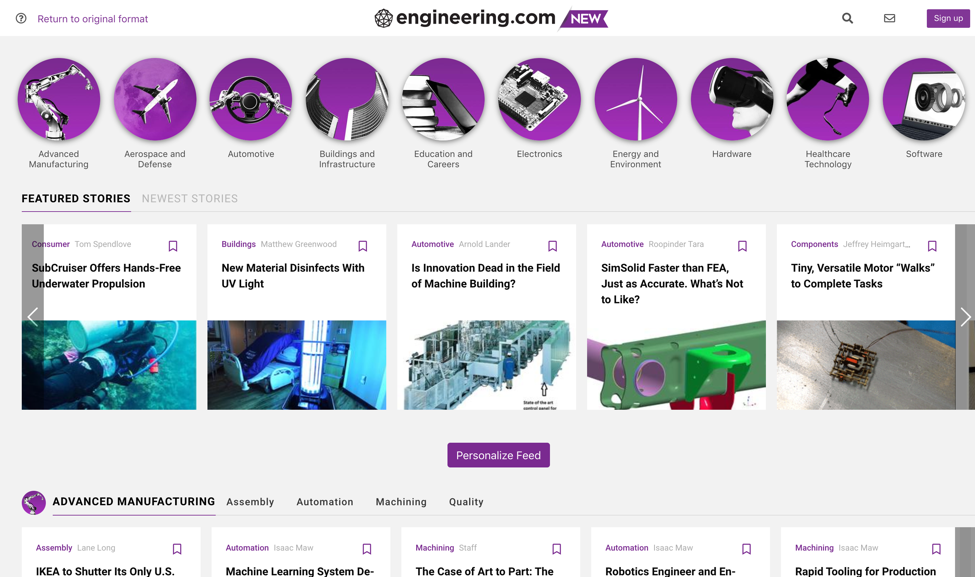 Return to original format
engineering.com NEW
Sign up
Advanced
Manufacturing
Aerospace and
Defense
Automotive
Buildings and
Infrastructure
Education and
Careers
Electronics
Energy and
Environment
Hardware
Healthcare
Technology
Software
FEATURED STORIES NEWEST STORIES
Consumer Tom Spendlove
SubCruiser Offers Hands-Free
Underwater Propulsion
Buildings Matthew Greenwood
New Material Disinfects With
UV Light
Automotive Arnold Lander
Is Innovation Dead in the Field
of Machine Building?
State of the art
control panel for
Automotive Roopinder Tara
SimSolid Faster than FEA,
Just as Accurate. What’s Not
to Like?
Components Jeffrey Heimgart...
Tiny, Versatile Motor “Walks”
to Complete Tasks
Personalize Feed
ADVANCED MANUFACTURING Assembly Automation Machining Quality
Assembly Lane Long
IKEA to Shutter Its Only U.S.
Automation Isaac Maw
Machine Learning System De-
Machining Staff
The Case of Art to Part: The
Automation Isaac Maw
Robotics Engineer and En-
Machining Isaac Maw
Rapid Tooling for Production